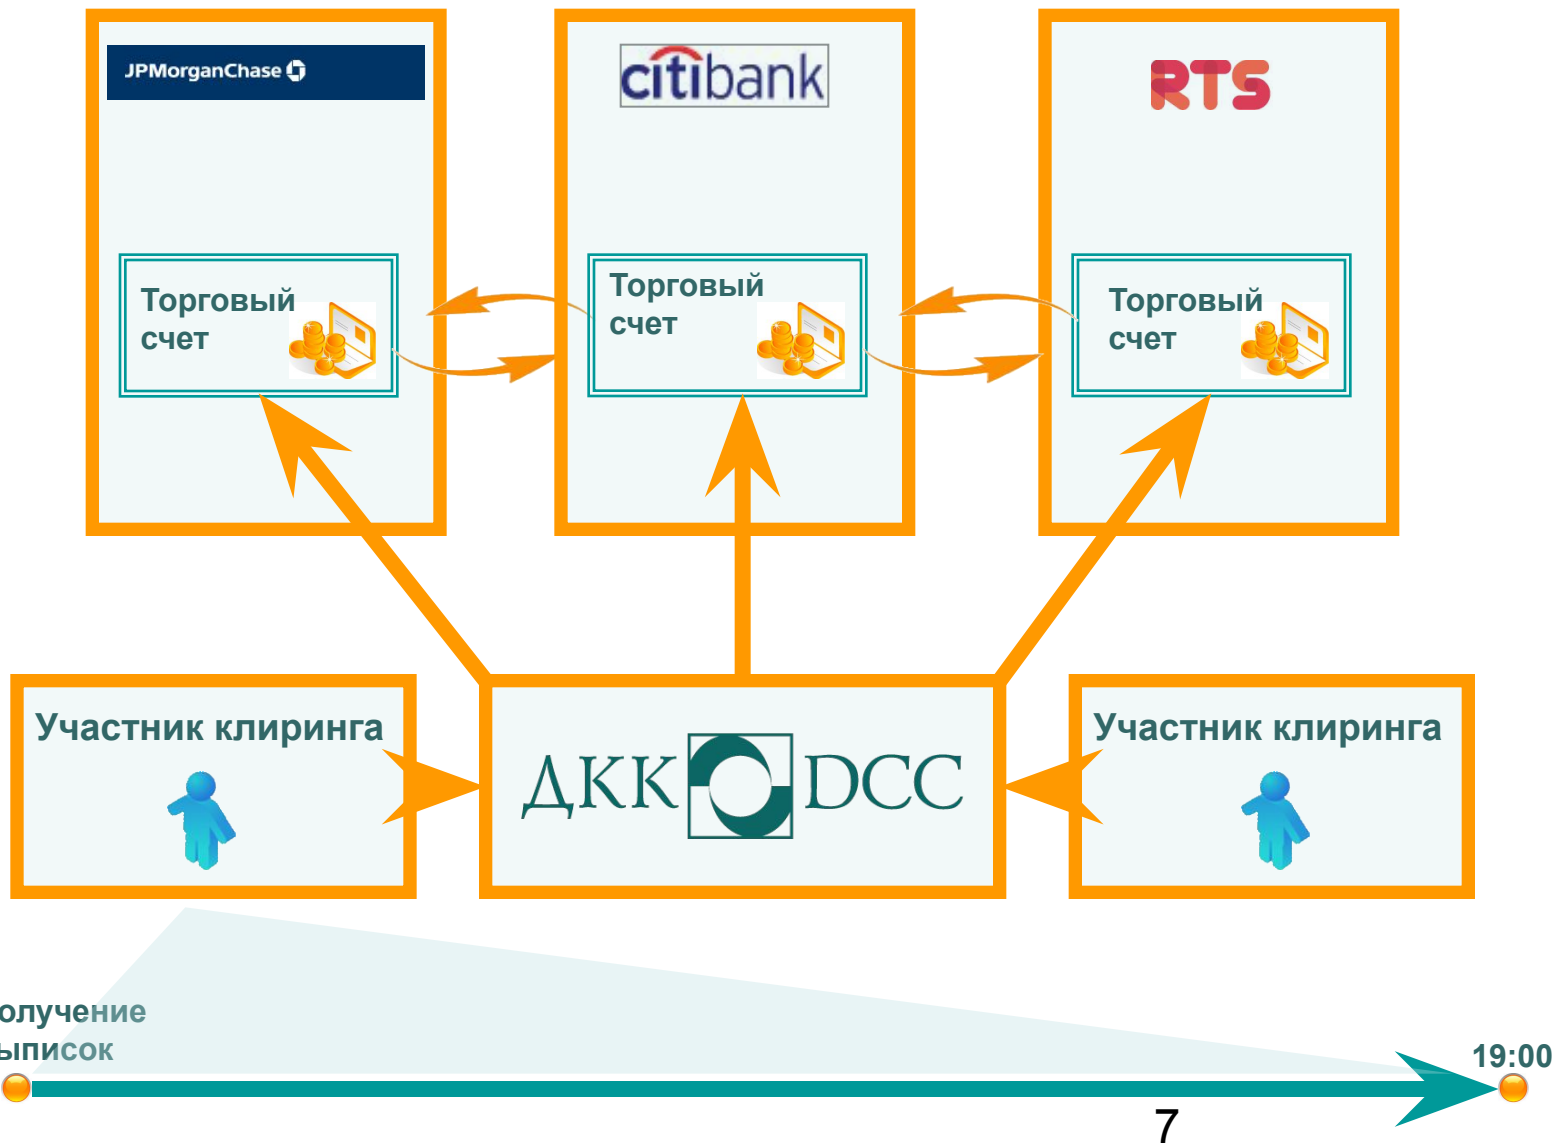 JPMorganChase
citibank
RTS
Торговый
счет
Торговый
счет
Торговый
счет
Участник клиринга
ДКК DCC
Участник клиринга
олучение
ыписок
19:00
7